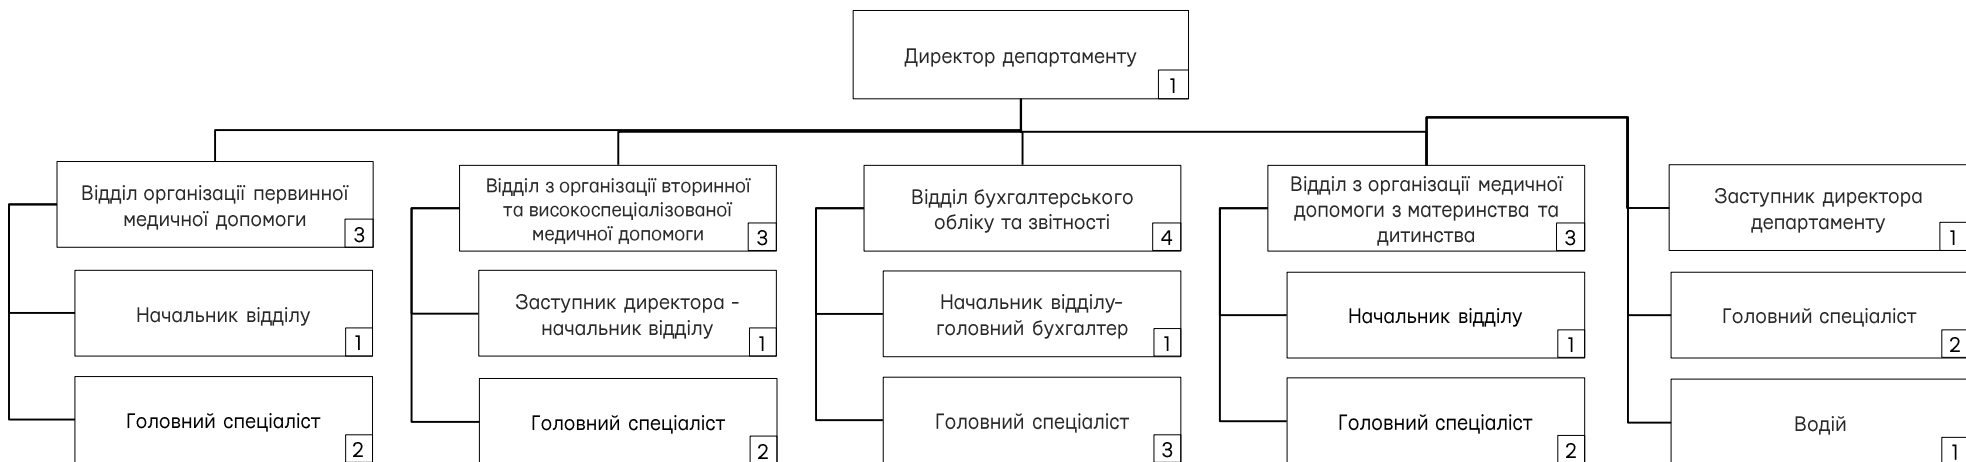 Директор департаменту
1
Відділ організації первинної
медичної допомоги
3
Начальник відділу
1
Головний спеціаліст
2
Відділ з організації вторинної
та високоспеціалізованої
медичної допомоги
3
Заступник директора -
начальник відділу
1
Головний спеціаліст
2
Відділ бухгалтерського
обліку та звітності
4
Начальник відділу-
головний бухгалтер
1
Головний спеціаліст
3
Відділ з організації медичної
допомоги з материнства та
дитинства
3
Начальник відділу
1
Головний спеціаліст
2
Заступник директора
департаменту
1
Головний спеціаліст
2
Водій
1